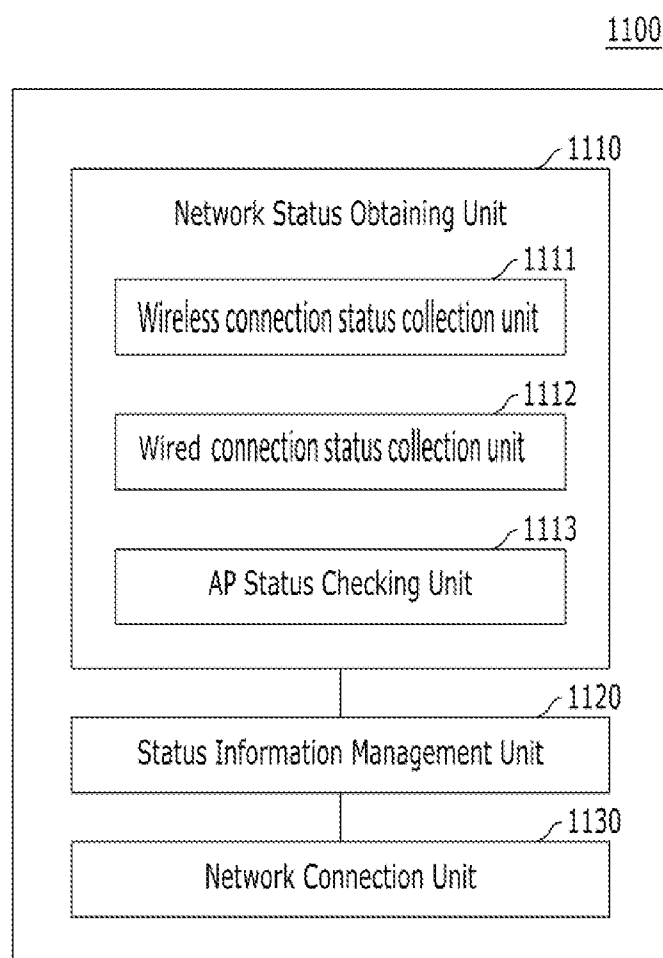 1100
1110
Network Status Obtaining Unit
1111
Wireless connection status collection unit
1112
Wired connection status collection unit
1113
AP Status Checking Unit
1120
Status Information Management Unit
1130
Network Connection Unit